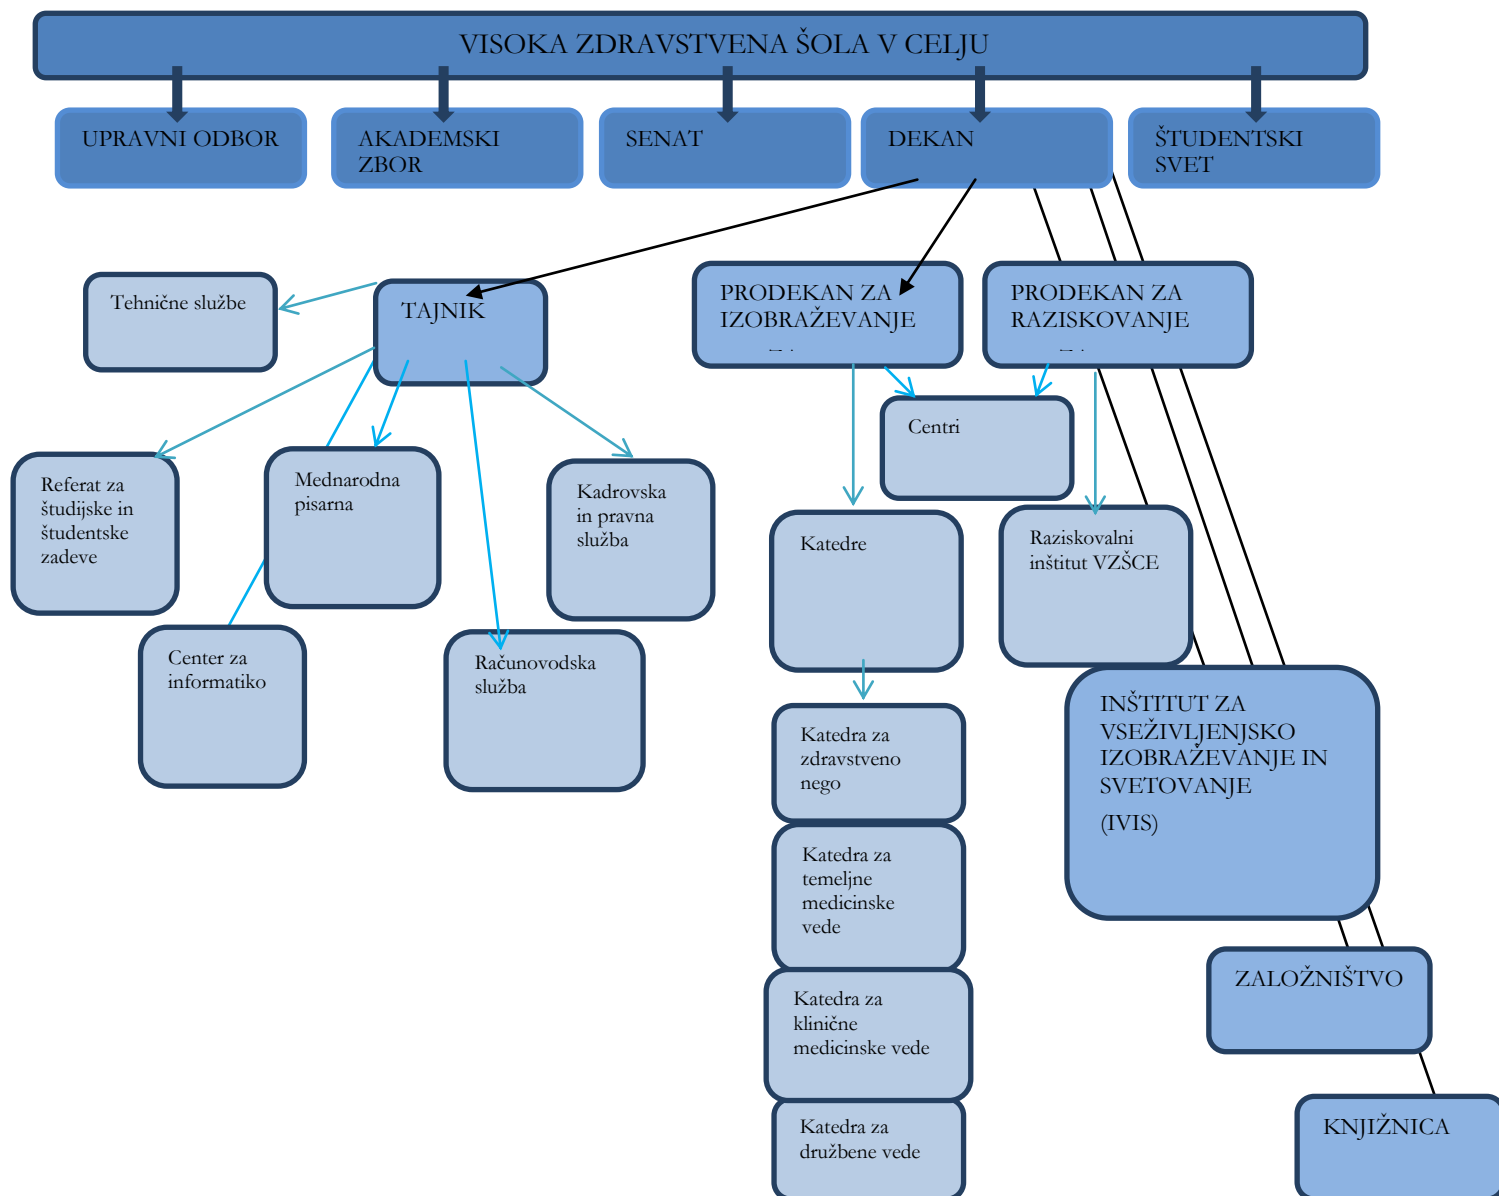 VISOKA ZDRAVSTVENA ŠOLA V CELJU
UPRAVNI ODBOR
AKADEMSKI
ZBOR
SENAT
DEKAN
ŠTUDENTSKI
SVET
Tehnične službe
TAJNIK
PRODEKAN ZA
IZOBRAŽEVANJE
PRODEKAN ZA
RAZISKOVANJE
Centri
Referat za
študijske in
študentske
zadeve
Mednarodna
pisarna
Kadrovska
in pravna
služba
Katedre
Raziskovalni
inštitut VZŠCE
Center za
informatiko
Računovodska
služba
INŠTITUT ZA
VSEŽIVLJENJSKO
IZOBRAŽEVANJE IN
SVETOVANJE
(IVIS)
Katedra za
zdravstveno
nego
Katedra za
temeljne
medicinske
vede
ZALOŽNIŠTVO
Katedra za
klinične
medicinske vede
KNJIŽNICA
Katedra za
družbene vede